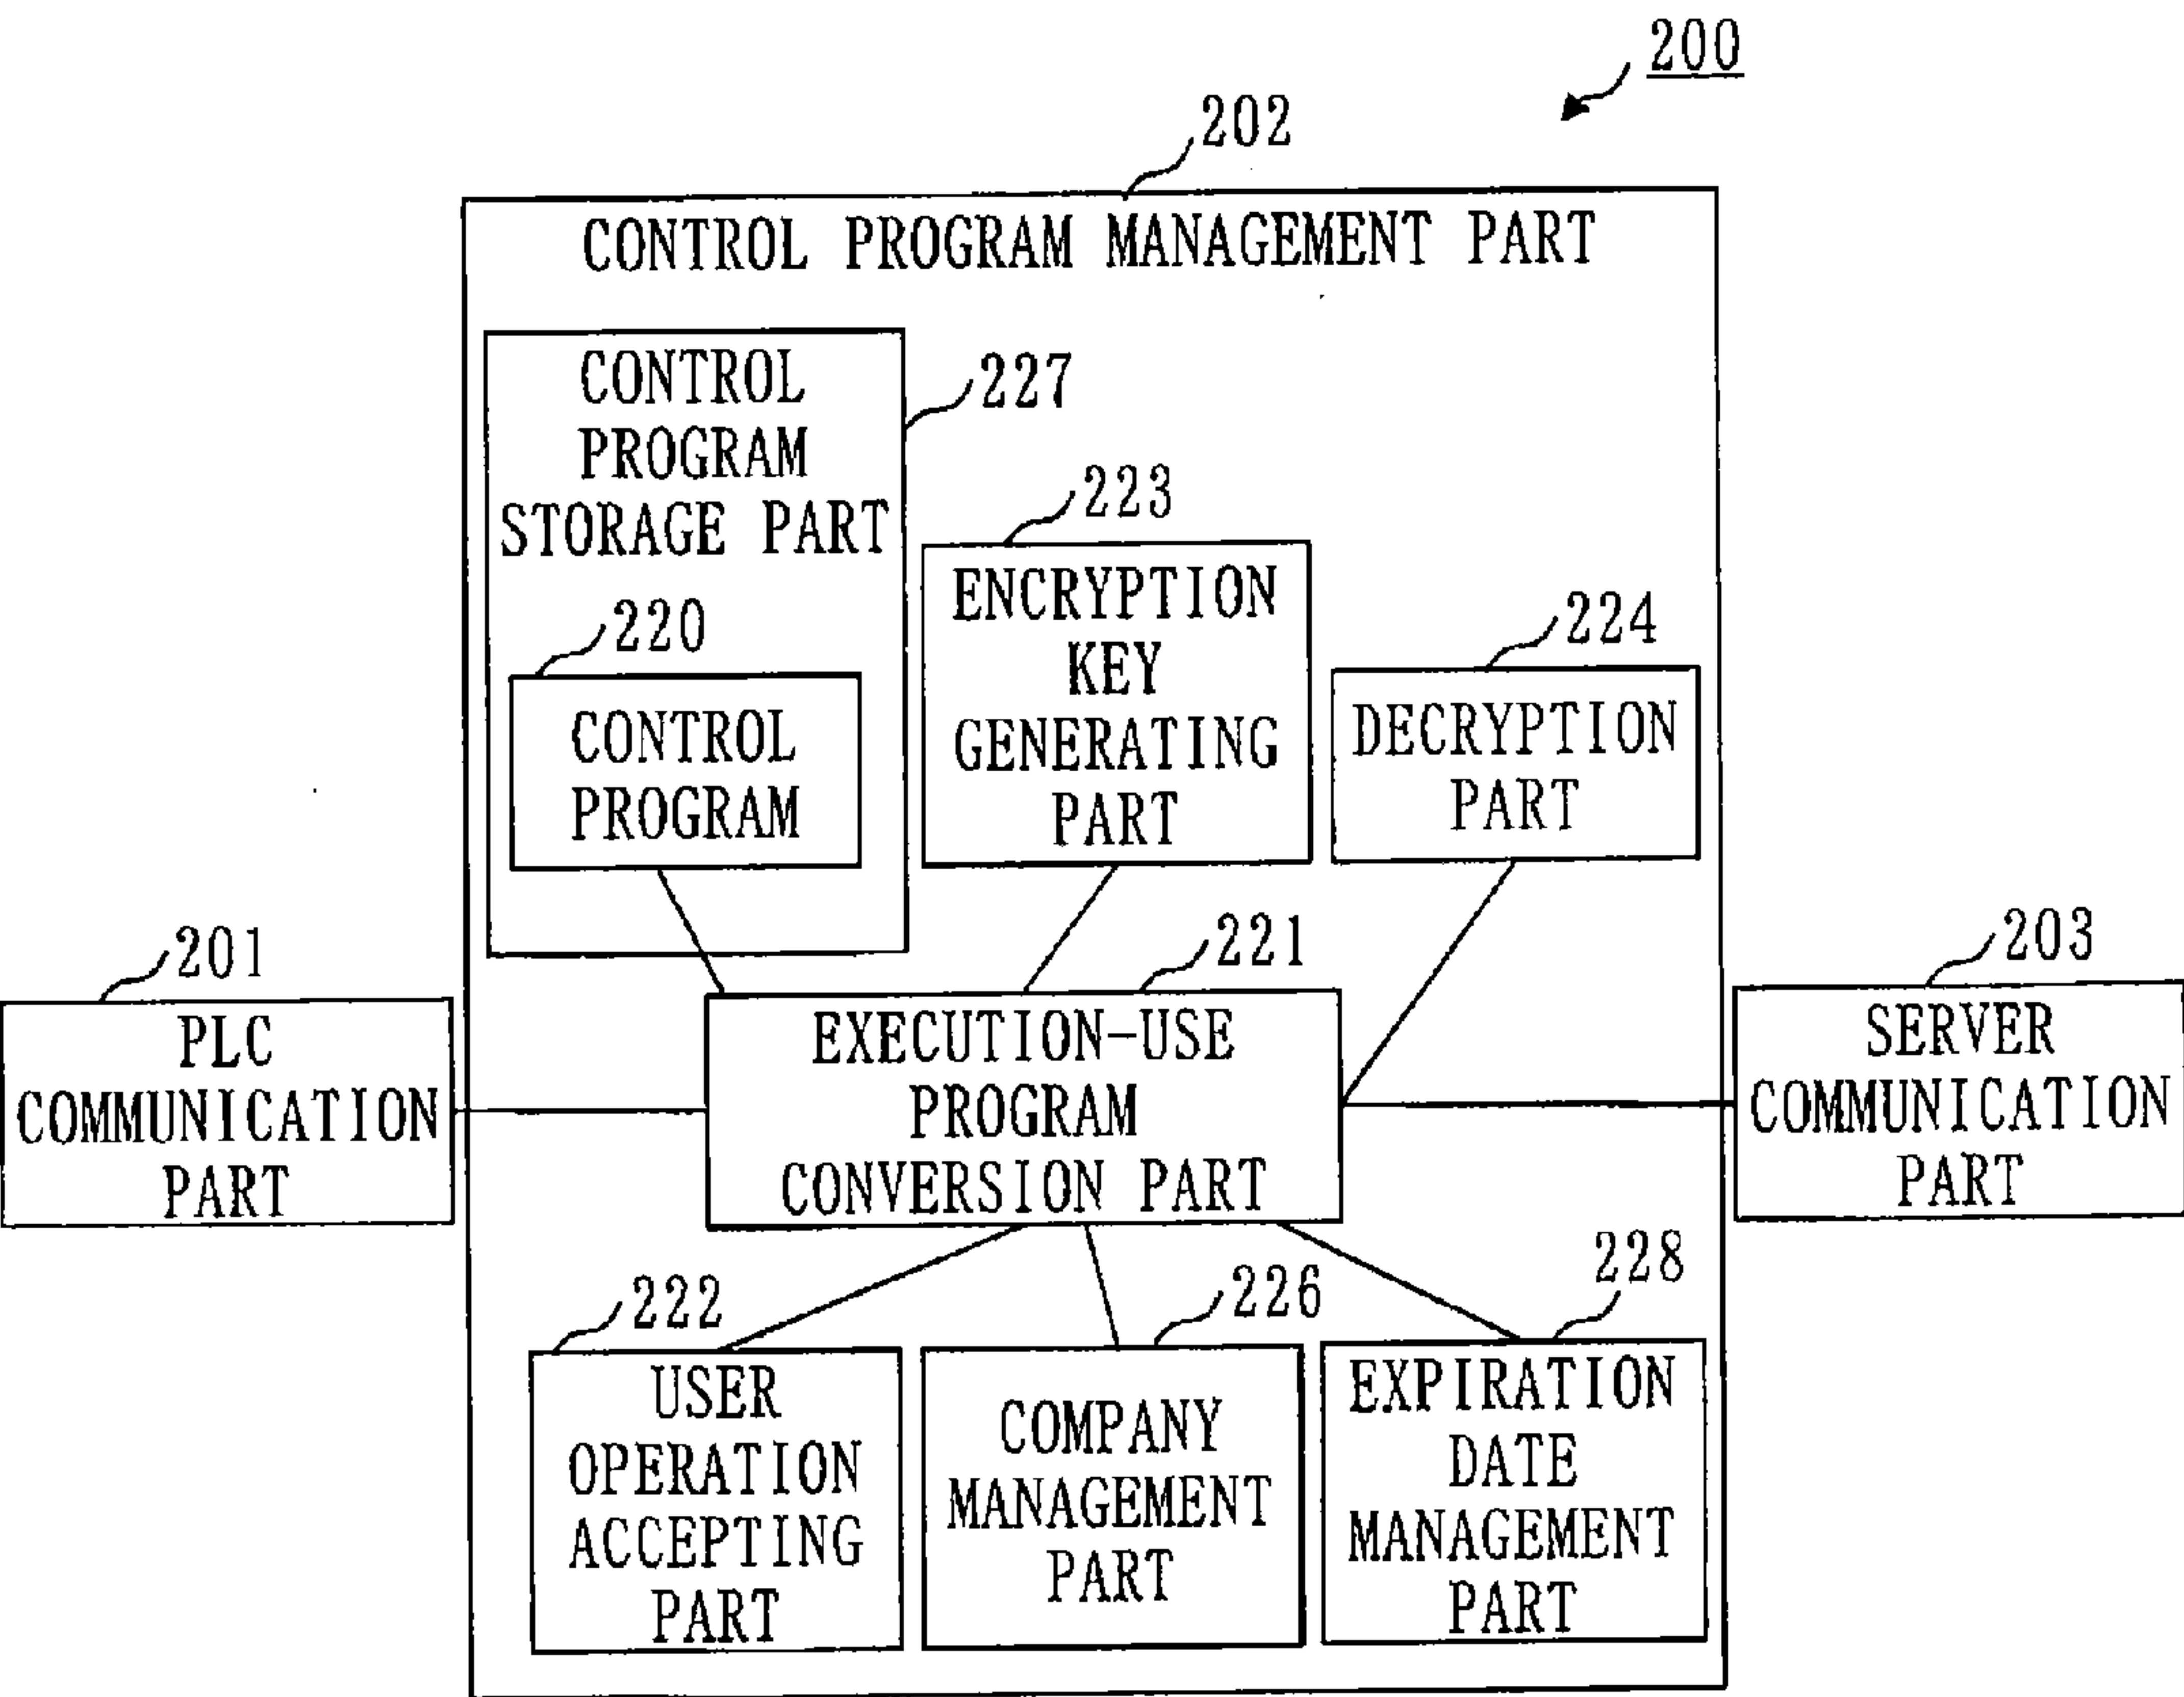 200
202
CONTROL PROGRAM MANAGEMENT PART
CONTROL
PROGRAM
STORAGE PART
227
220
CONTROL
PROGRAM
223
ENCRYPTION
KEY
GENERATING
PART
224
DECRYPTION
PART
201
PLC
COMMUNICATION
PART
221
EXECUTION-USE
PROGRAM
CONVERSION PART
203
SERVER
COMMUNICATION
PART
222
USER
OPERATION
ACCEPTING
PART
226
COMPANY
MANAGEMENT
PART
228
EXPIRATION
DATE
MANAGEMENT
PART